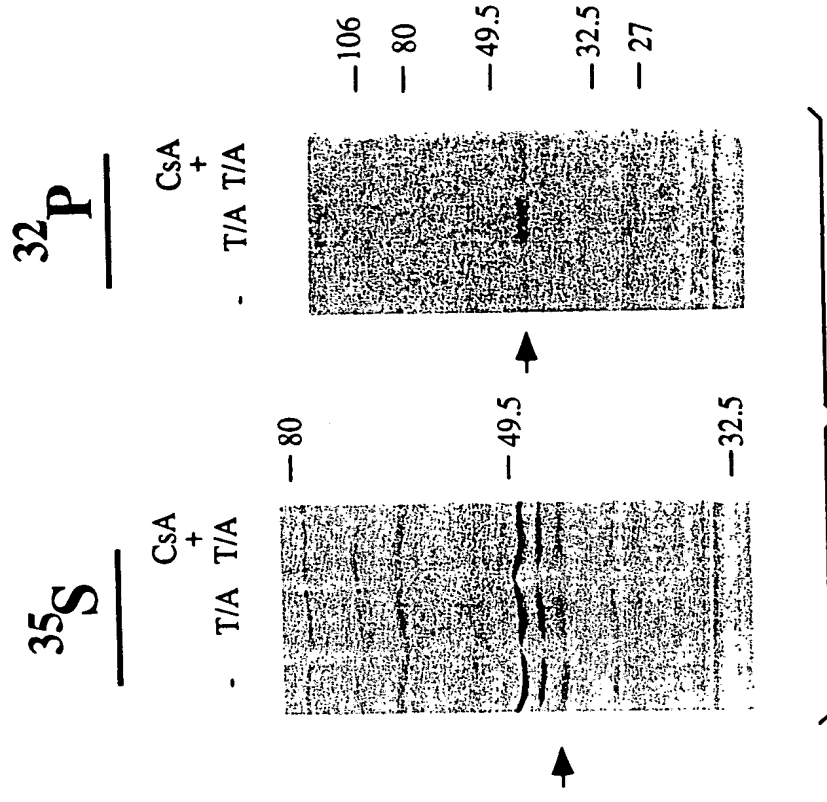 35S
CsA
+
- T/A T/A
— 80
— 49.5
— 32.5
32P
CsA
+
- T/A T/A
— 106
— 80
— 49.5
— 32.5
— 27